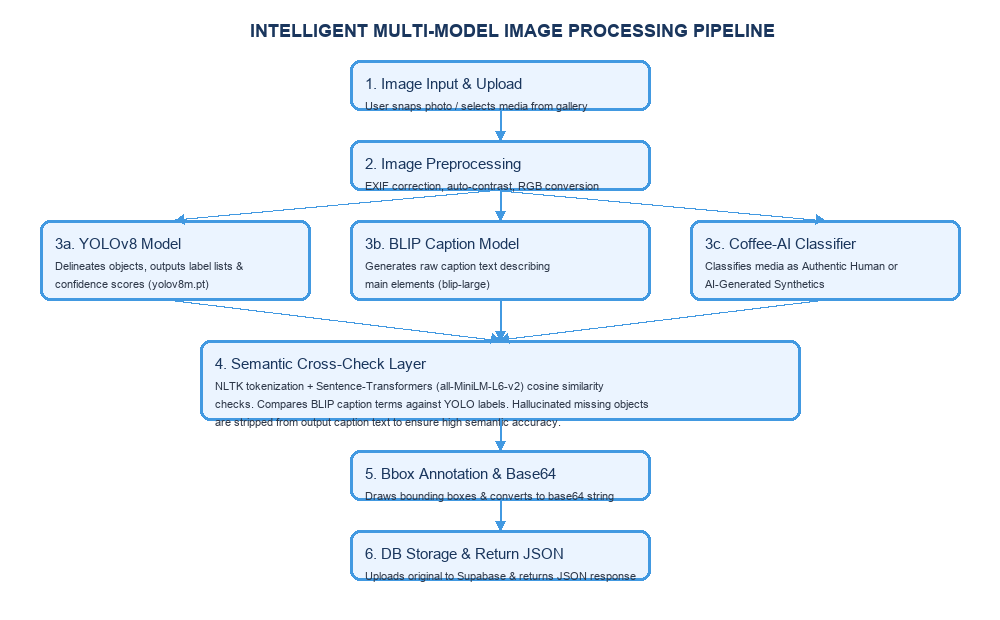 INTELLIGENT MULTI-MODEL IMAGE PROCESSING PIPELINE
1. Image Input & Upload
User snaps photo / selects media from gallery
2. Image Preprocessing
EXIF correction, auto-contrast, RGB conversion
3a. YOLOv8 Model
Delineates objects, outputs label lists &
confidence scores (yolov8m.pt)
3b. BLIP Caption Model
Generates raw caption text describing
main elements (blip-large)
3c. Coffee-AI Classifier
Classifies media as Authentic Human or
AI-Generated Synthetics
4. Semantic Cross-Check Layer
NLTK tokenization + Sentence-Transformers (all-MiniLM-L6-v2) cosine similarity
checks. Compares BLIP caption terms against YOLO labels. Hallucinated missing objects
are stripped from output caption text to ensure high semantic accuracy.
5. Bbox Annotation & Base64
Draws bounding boxes & converts to base64 string
6. DB Storage & Return JSON
Uploads original to Supabase & returns JSON response